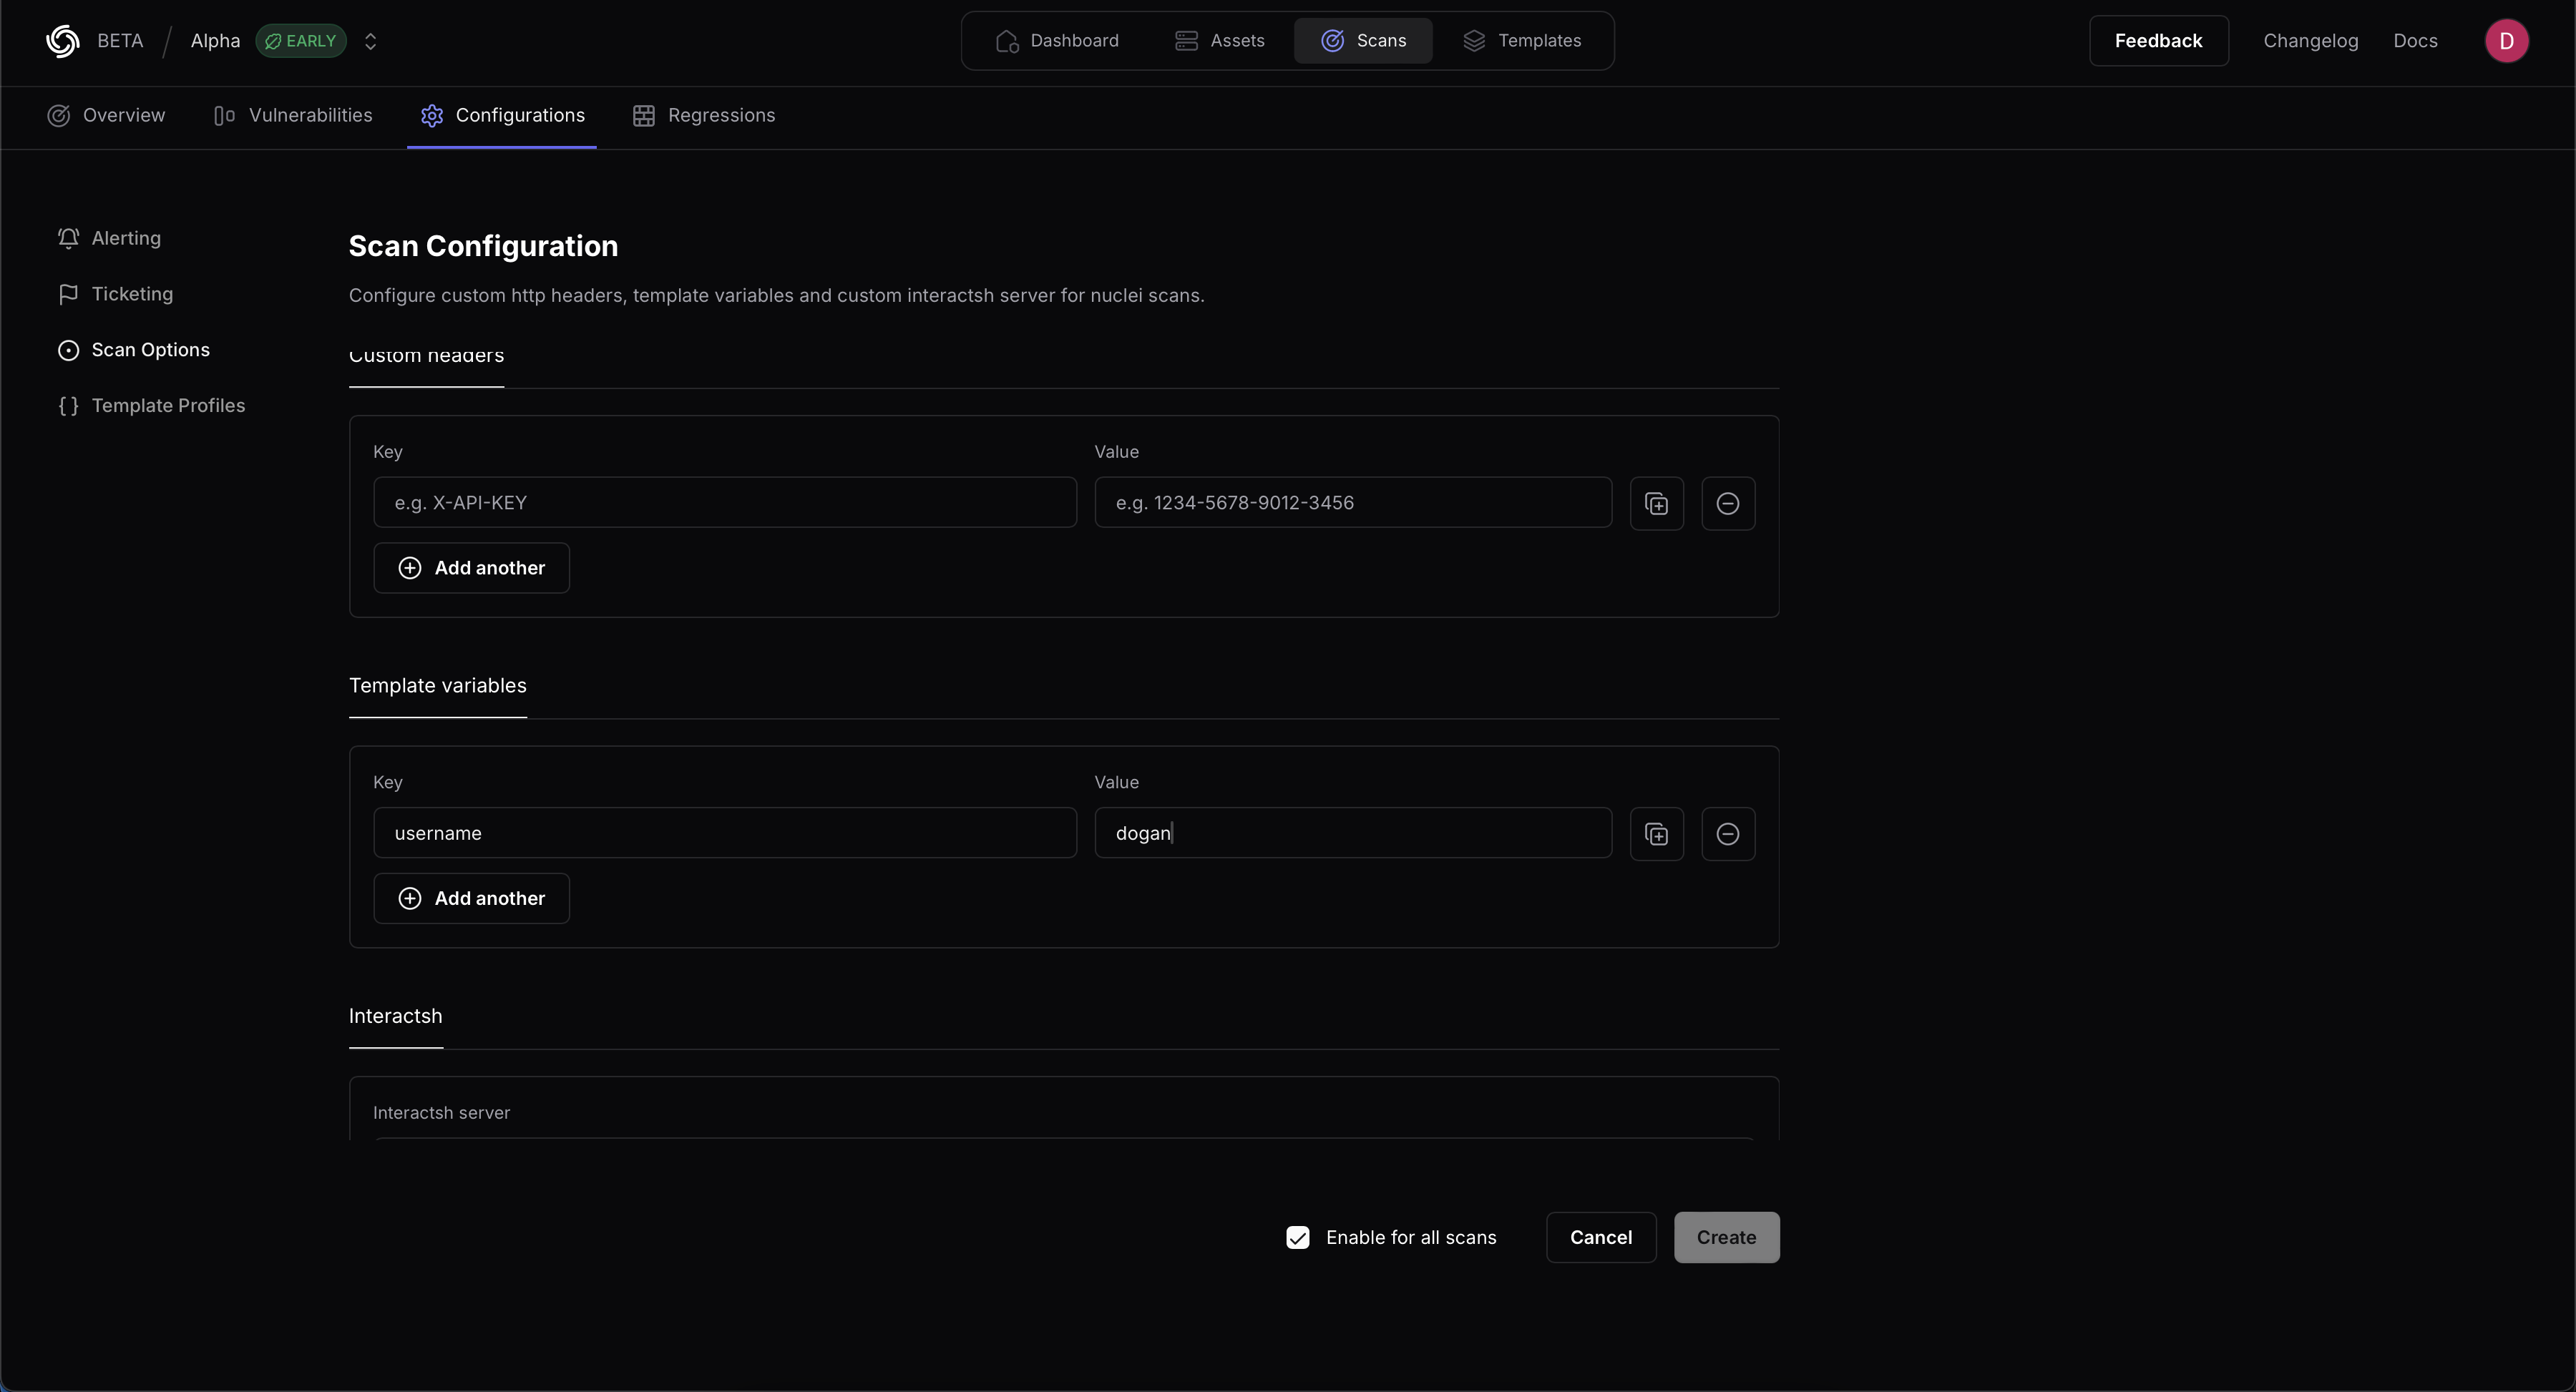 BETA / Alpha EARLY
Dashboard Assets Scans Templates
Feedback Changelog Docs D
Overview Vulnerabilities Configurations Regressions
Alerting
Ticketing
Scan Options
{ } Template Profiles
Scan Configuration
Configure custom http headers, template variables and custom interactsh server for nuclei scans.
Custom headers
Key Value
e.g. X-API-KEY e.g. 1234-5678-9012-3456
Add another
Template variables
Key Value
username dogan
Add another
Interactsh
Interactsh server
Enable for all scans Cancel Create